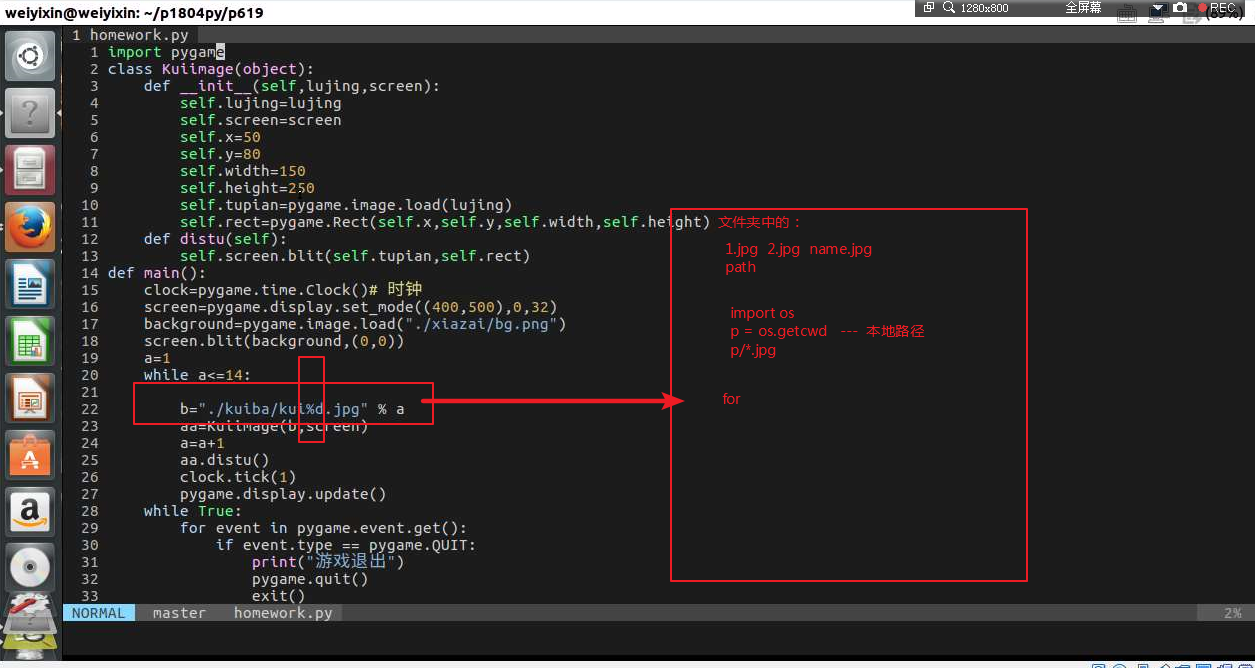 weiyixin@weiyixin: ~/p1804py/p619
1280x800 全屏幕 REC
(89%)
1 homework.py
1 import pygame
2 class Kuiimage(object):
3 def __init__(self,lujing,screen):
4 self.lujing=lujing
5 self.screen=screen
6 self.x=50
7 self.y=80
8 self.width=150
9 self.height=250
10 self.tupian=pygame.image.load(lujing)
11 self.rect=pygame.Rect(self.x,self.y,self.width,self.height)
12 def distu(self):
13 self.screen.blit(self.tupian,self.rect)
14 def main():
15 clock=pygame.time.Clock()# 时钟
16 screen=pygame.display.set_mode((400,500),0,32)
17 background=pygame.image.load("./xiazai/bg.png")
18 screen.blit(background,(0,0))
19 a=1
20 while a<=14:
21
22 b="./kuiba/kui%d.jpg" % a
23 aa=Kuiimage(b,screen)
24 a=a+1
25 aa.distu()
26 clock.tick(1)
27 pygame.display.update()
28 while True:
29 for event in pygame.event.get():
30 if event.type == pygame.QUIT:
31 print("游戏退出")
32 pygame.quit()
33 exit()
NORMAL master homework.py 2%
文件夹中的：
1.jpg 2.jpg name.jpg
path
import os
p = os.getcwd --- 本地路径
p/*.jpg
for